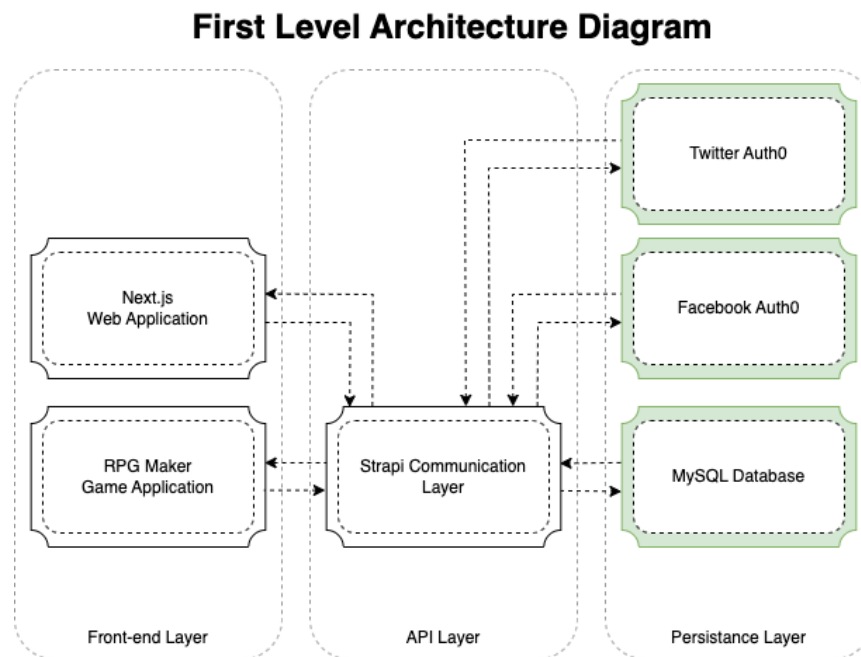 First Level Architecture Diagram
Twitter Auth0
Next.js
Web Application
Facebook Auth0
RPG Maker
Game Application
Strapi Communication
Layer
MySQL Database
Front-end Layer
API Layer
Persistance Layer